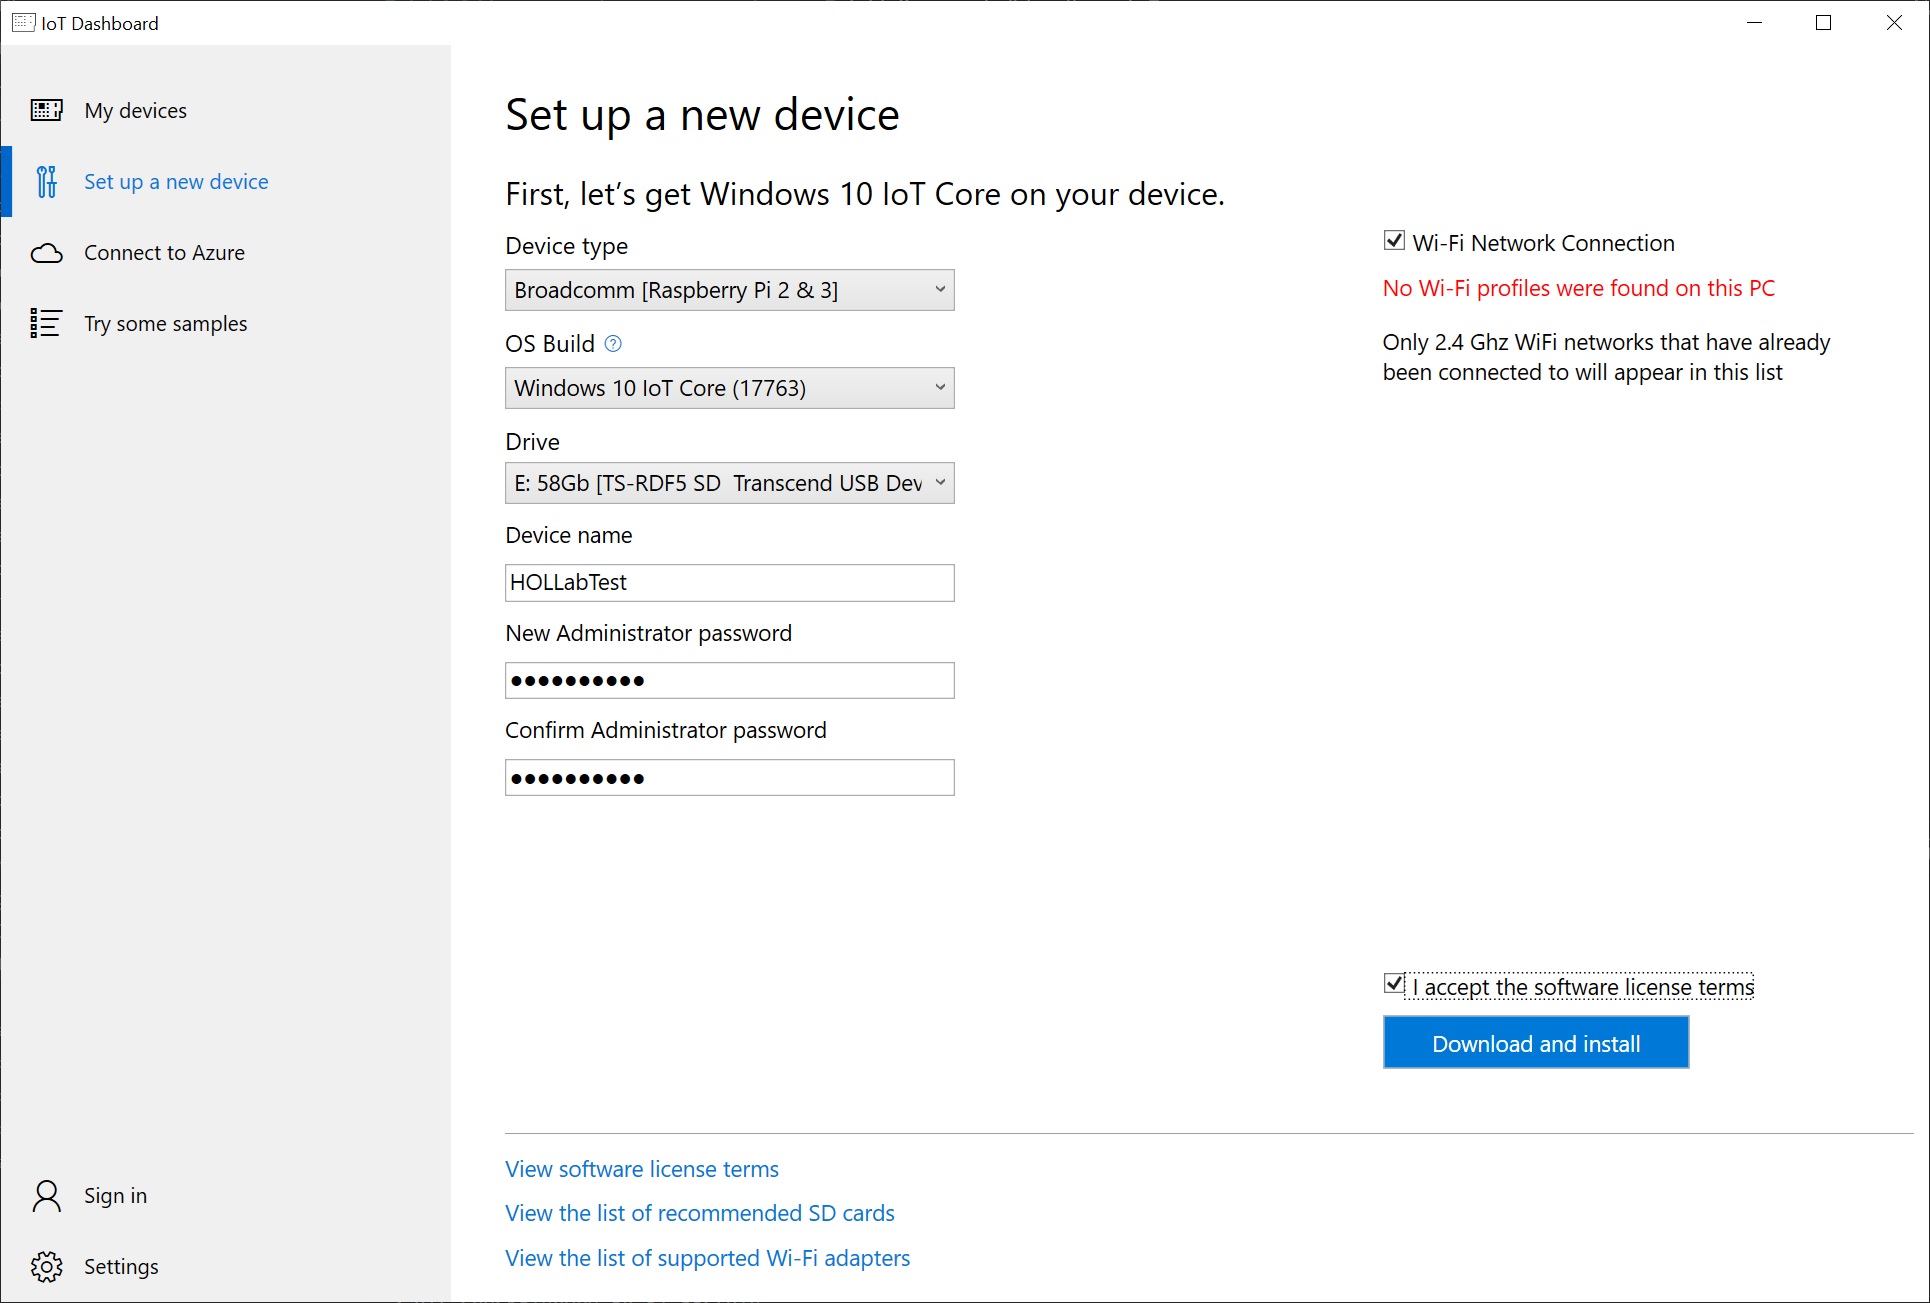 IoT Dashboard
My devices
Set up a new device
Connect to Azure
Try some samples
Sign in
Settings
Set up a new device
First, let’s get Windows 10 IoT Core on your device.
Device type
Broadcomm [Raspberry Pi 2 & 3]
OS Build
Windows 10 IoT Core (17763)
Drive
E: 58Gb [TS-RDF5 SD  Transcend USB Dev
Device name
HOLLabTest
New Administrator password
●●●●●●●●●●
Confirm Administrator password
●●●●●●●●●●
Wi-Fi Network Connection
No Wi-Fi profiles were found on this PC
Only 2.4 Ghz WiFi networks that have already
been connected to will appear in this list
I accept the software license terms
Download and install
View software license terms
View the list of recommended SD cards
View the list of supported Wi-Fi adapters